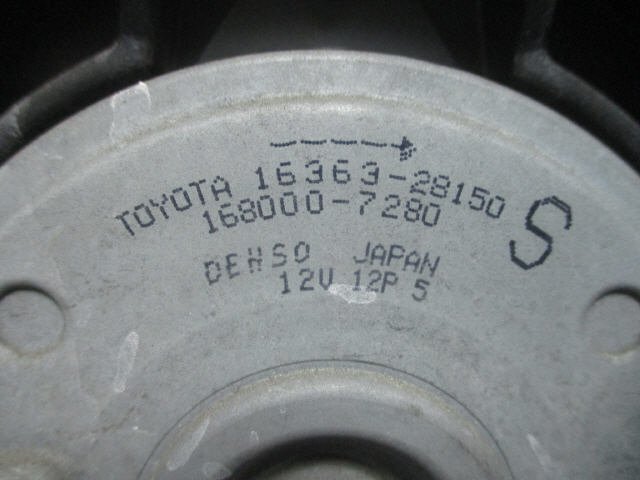 TOYOTA 16363-28150
168000-7280
S
DENSO JAPAN
12V 12P 5